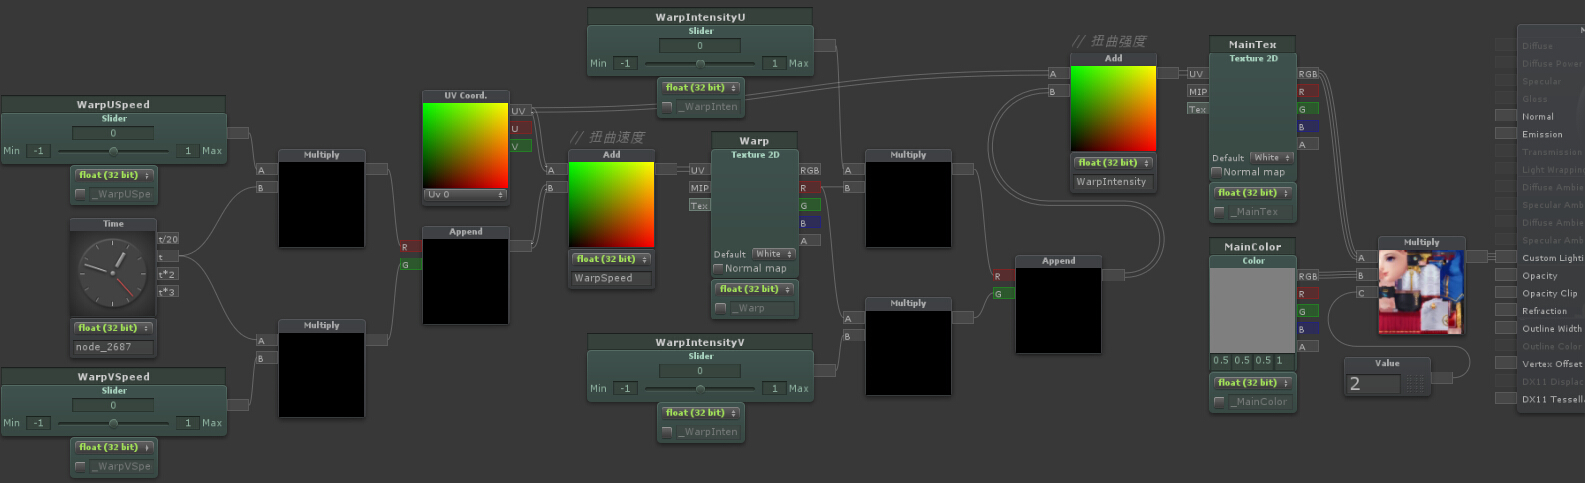 WarpUSpeed
Slider
0
Min -1 1 Max
float (32 bit)
_WarpUSpe
Time
t/20
t
t*2
t*3
float (32 bit)
node_2687
WarpVSpeed
Slider
0
Min -1 1 Max
float (32 bit)
_WarpVSpe
Multiply
A
B
Multiply
A
B
UV Coord.
UV
U
V
Uv 0
Append
R
G
// 扭曲速度
Add
A
B
float (32 bit)
WarpSpeed
WarpIntensityU
Slider
0
Min -1 1 Max
float (32 bit)
_WarpInten
Warp
Texture 2D
UV RGB
MIP R
Tex G
B
A
Default White
Normal map
float (32 bit)
_Warp
WarpIntensityV
Slider
0
Min -1 1 Max
float (32 bit)
_WarpInten
Multiply
A
B
Multiply
A
B
Append
R
G
// 扭曲强度
Add
A
B
float (32 bit)
WarpIntensity
MainTex
Texture 2D
UV RGB
MIP R
Tex G
B
A
Default White
Normal map
float (32 bit)
_MainTex
MainColor
Color
RGB
R
G
B
A
0.5 0.5 0.5 1
float (32 bit)
_MainColor
Multiply
A
B
C
Value
2
Diffuse
Diffuse Power
Specular
Gloss
Normal
Emission
Transmission
Light Wrapping
Diffuse Ambie
Specular Amb
Diffuse Ambie
Specular Amb
Custom Lighti
Opacity
Opacity Clip
Refraction
Outline Width
Outline Color
Vertex Offset
DX11 Displac
DX11 Tessell